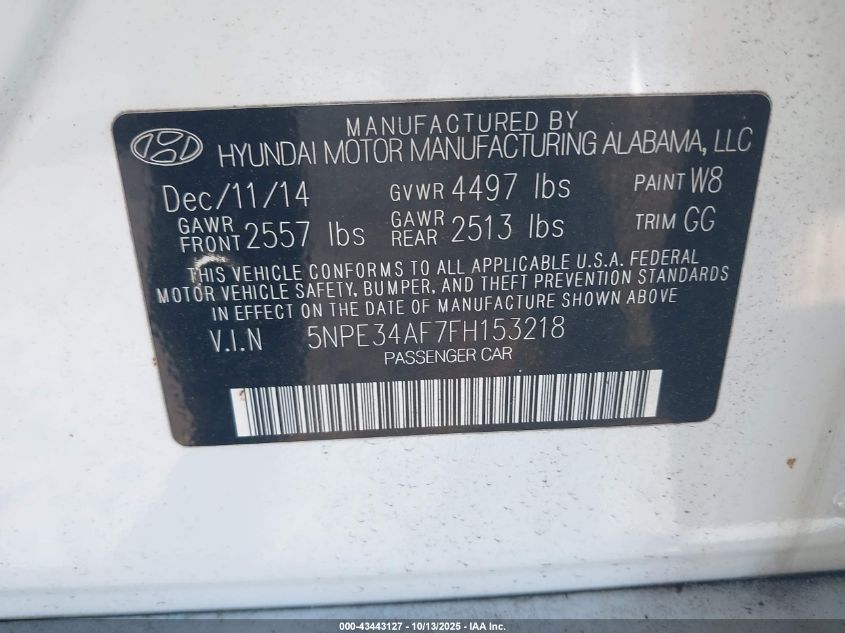 MANUFACTURED BY
HYUNDAI MOTOR MANUFACTURING ALABAMA, LLC
Dec/11/14 GVWR 4497 lbs PAINT W8
GAWR FRONT 2557 lbs GAWR REAR 2513 lbs TRIM GG
THIS VEHICLE CONFORMS TO ALL APPLICABLE U.S.A. FEDERAL
MOTOR VEHICLE SAFETY, BUMPER, AND THEFT PREVENTION STANDARDS
IN EFFECT ON THE DATE OF MANUFACTURE SHOWN ABOVE
V.I.N 5NPE34AF7FH153218
PASSENGER CAR
000-43443127 - 10/13/2025 - IAA Inc.